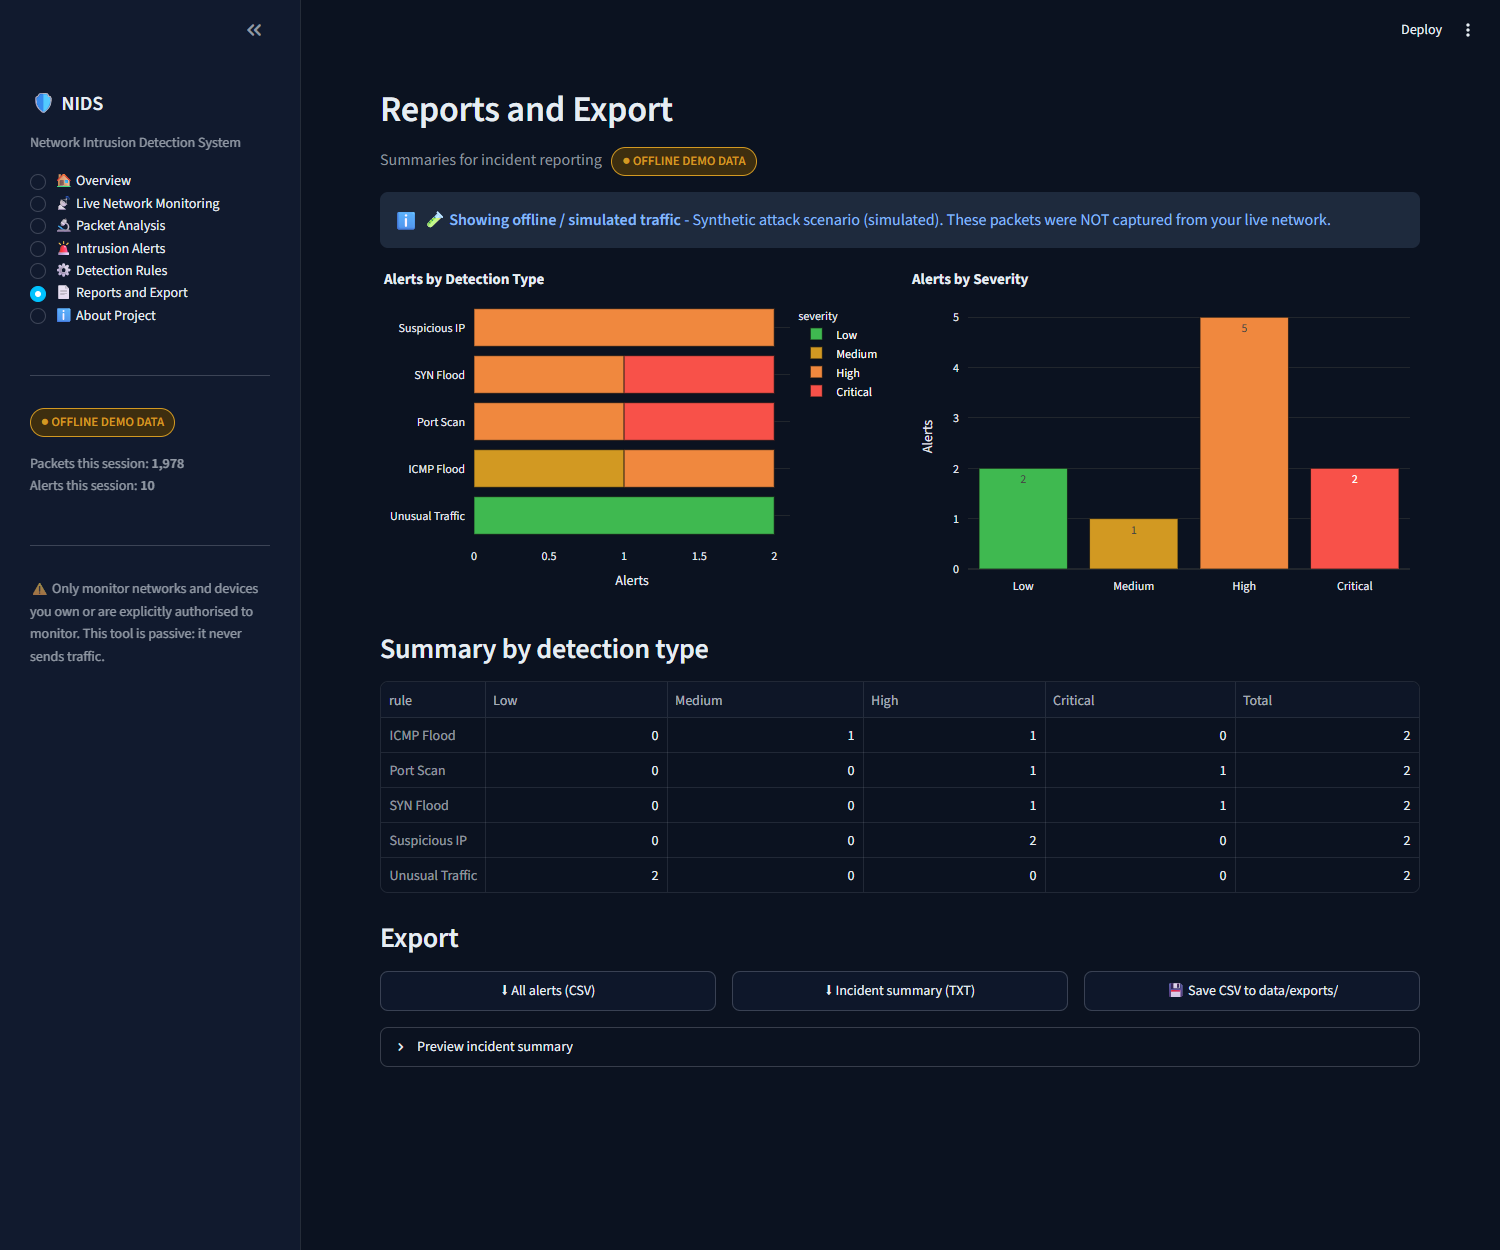 Deploy
NIDS
Network Intrusion Detection System
Overview
Live Network Monitoring
Packet Analysis
Intrusion Alerts
Detection Rules
Reports and Export
About Project
OFFLINE DEMO DATA
Packets this session: 1,978
Alerts this session: 10
Only monitor networks and devices
you own or are explicitly authorised to
monitor. This tool is passive: it never
sends traffic.
Reports and Export
Summaries for incident reporting OFFLINE DEMO DATA
Showing offline / simulated traffic - Synthetic attack scenario (simulated). These packets were NOT captured from your live network.
Alerts by Detection Type
Suspicious IP
SYN Flood
Port Scan
ICMP Flood
Unusual Traffic
0 0.5 1 1.5 2
Alerts
severity
Low
Medium
High
Critical
Alerts by Severity
5
4
3
2
1
0
Alerts
2 1 5 2
Low Medium High Critical
Summary by detection type
rule Low Medium High Critical Total
ICMP Flood 0 1 1 0 2
Port Scan 0 0 1 1 2
SYN Flood 0 0 1 1 2
Suspicious IP 0 0 2 0 2
Unusual Traffic 2 0 0 0 2
Export
⬇ All alerts (CSV)
⬇ Incident summary (TXT)
Save CSV to data/exports/
Preview incident summary